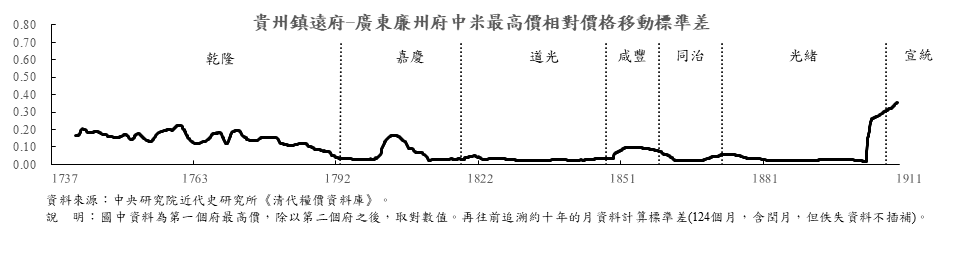 貴州鎮遠府-廣東廉州府中米最高價相對價格移動標準差
0.80
0.70
0.60
0.50
0.40
0.30
0.20
0.10
0.00
乾隆 嘉慶 道光 咸豐 同治 光緒 宣統
1737 1763 1792 1822 1851 1881 1911
資料來源：中央研究院近代史研究所《清代糧價資料庫》。
說 明：圖中資料為第一個府最高價，除以第二個府之後，取對數值。再往前追溯約十年的月資料計算標準差(124個月，含閏月，但佚失資料不插補)。